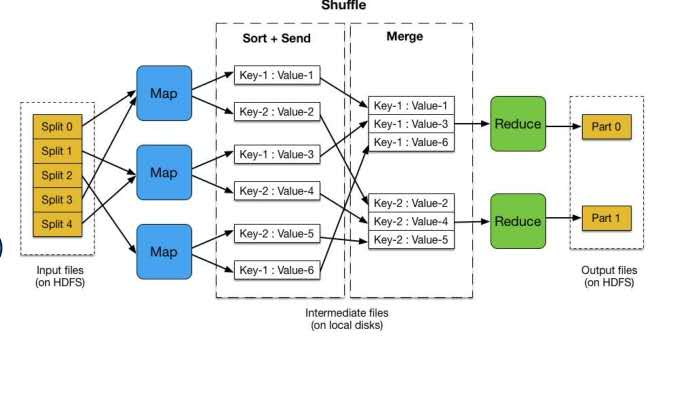 Shuffle
Sort + Send
Merge
Split 0
Split 1
Split 2
Split 3
Split 4
Input files
(on HDFS)
Map
Map
Map
Key-1 : Value-1
Key-2 : Value-2
Key-1 : Value-3
Key-2 : Value-4
Key-2 : Value-5
Key-1 : Value-6
Key-1 : Value-1
Key-1 : Value-3
Key-1 : Value-6
Key-2 : Value-2
Key-2 : Value-4
Key-2 : Value-5
Intermediate files
(on local disks)
Reduce
Reduce
Part 0
Part 1
Output files
(on HDFS)